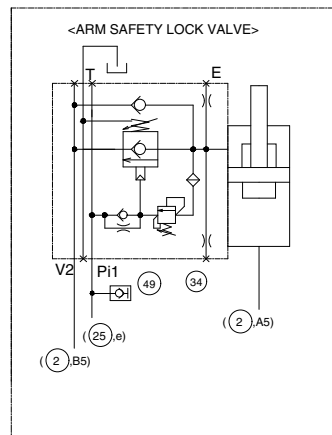 <ARM SAFETY LOCK VALVE>
T E
V2 Pi1
49 34
(25,e)
(2,B5)
(2,A5)